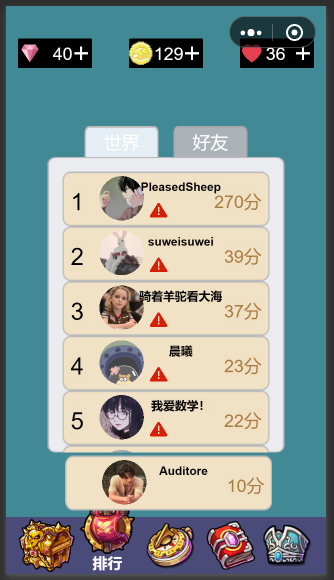 40+
129+
36 +
世界
好友
1
PleasedSheep
270分
2
suweisuwei
39分
3
骑着羊驼看大海
37分
4
晨曦
23分
5
我爱数学!
22分
Auditore
10分
排行